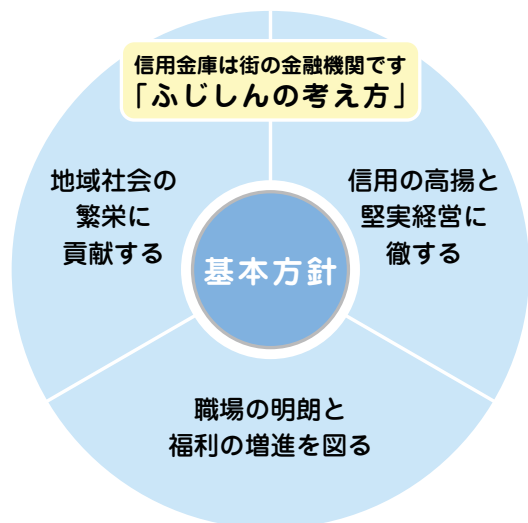 信用金庫は街の金融機関です
「ふじしんの考え方」
地域社会の
繁栄に
貢献する
信用の高揚と
堅実経営に
徹する
基本方針
職場の明朗と
福利の増進を図る